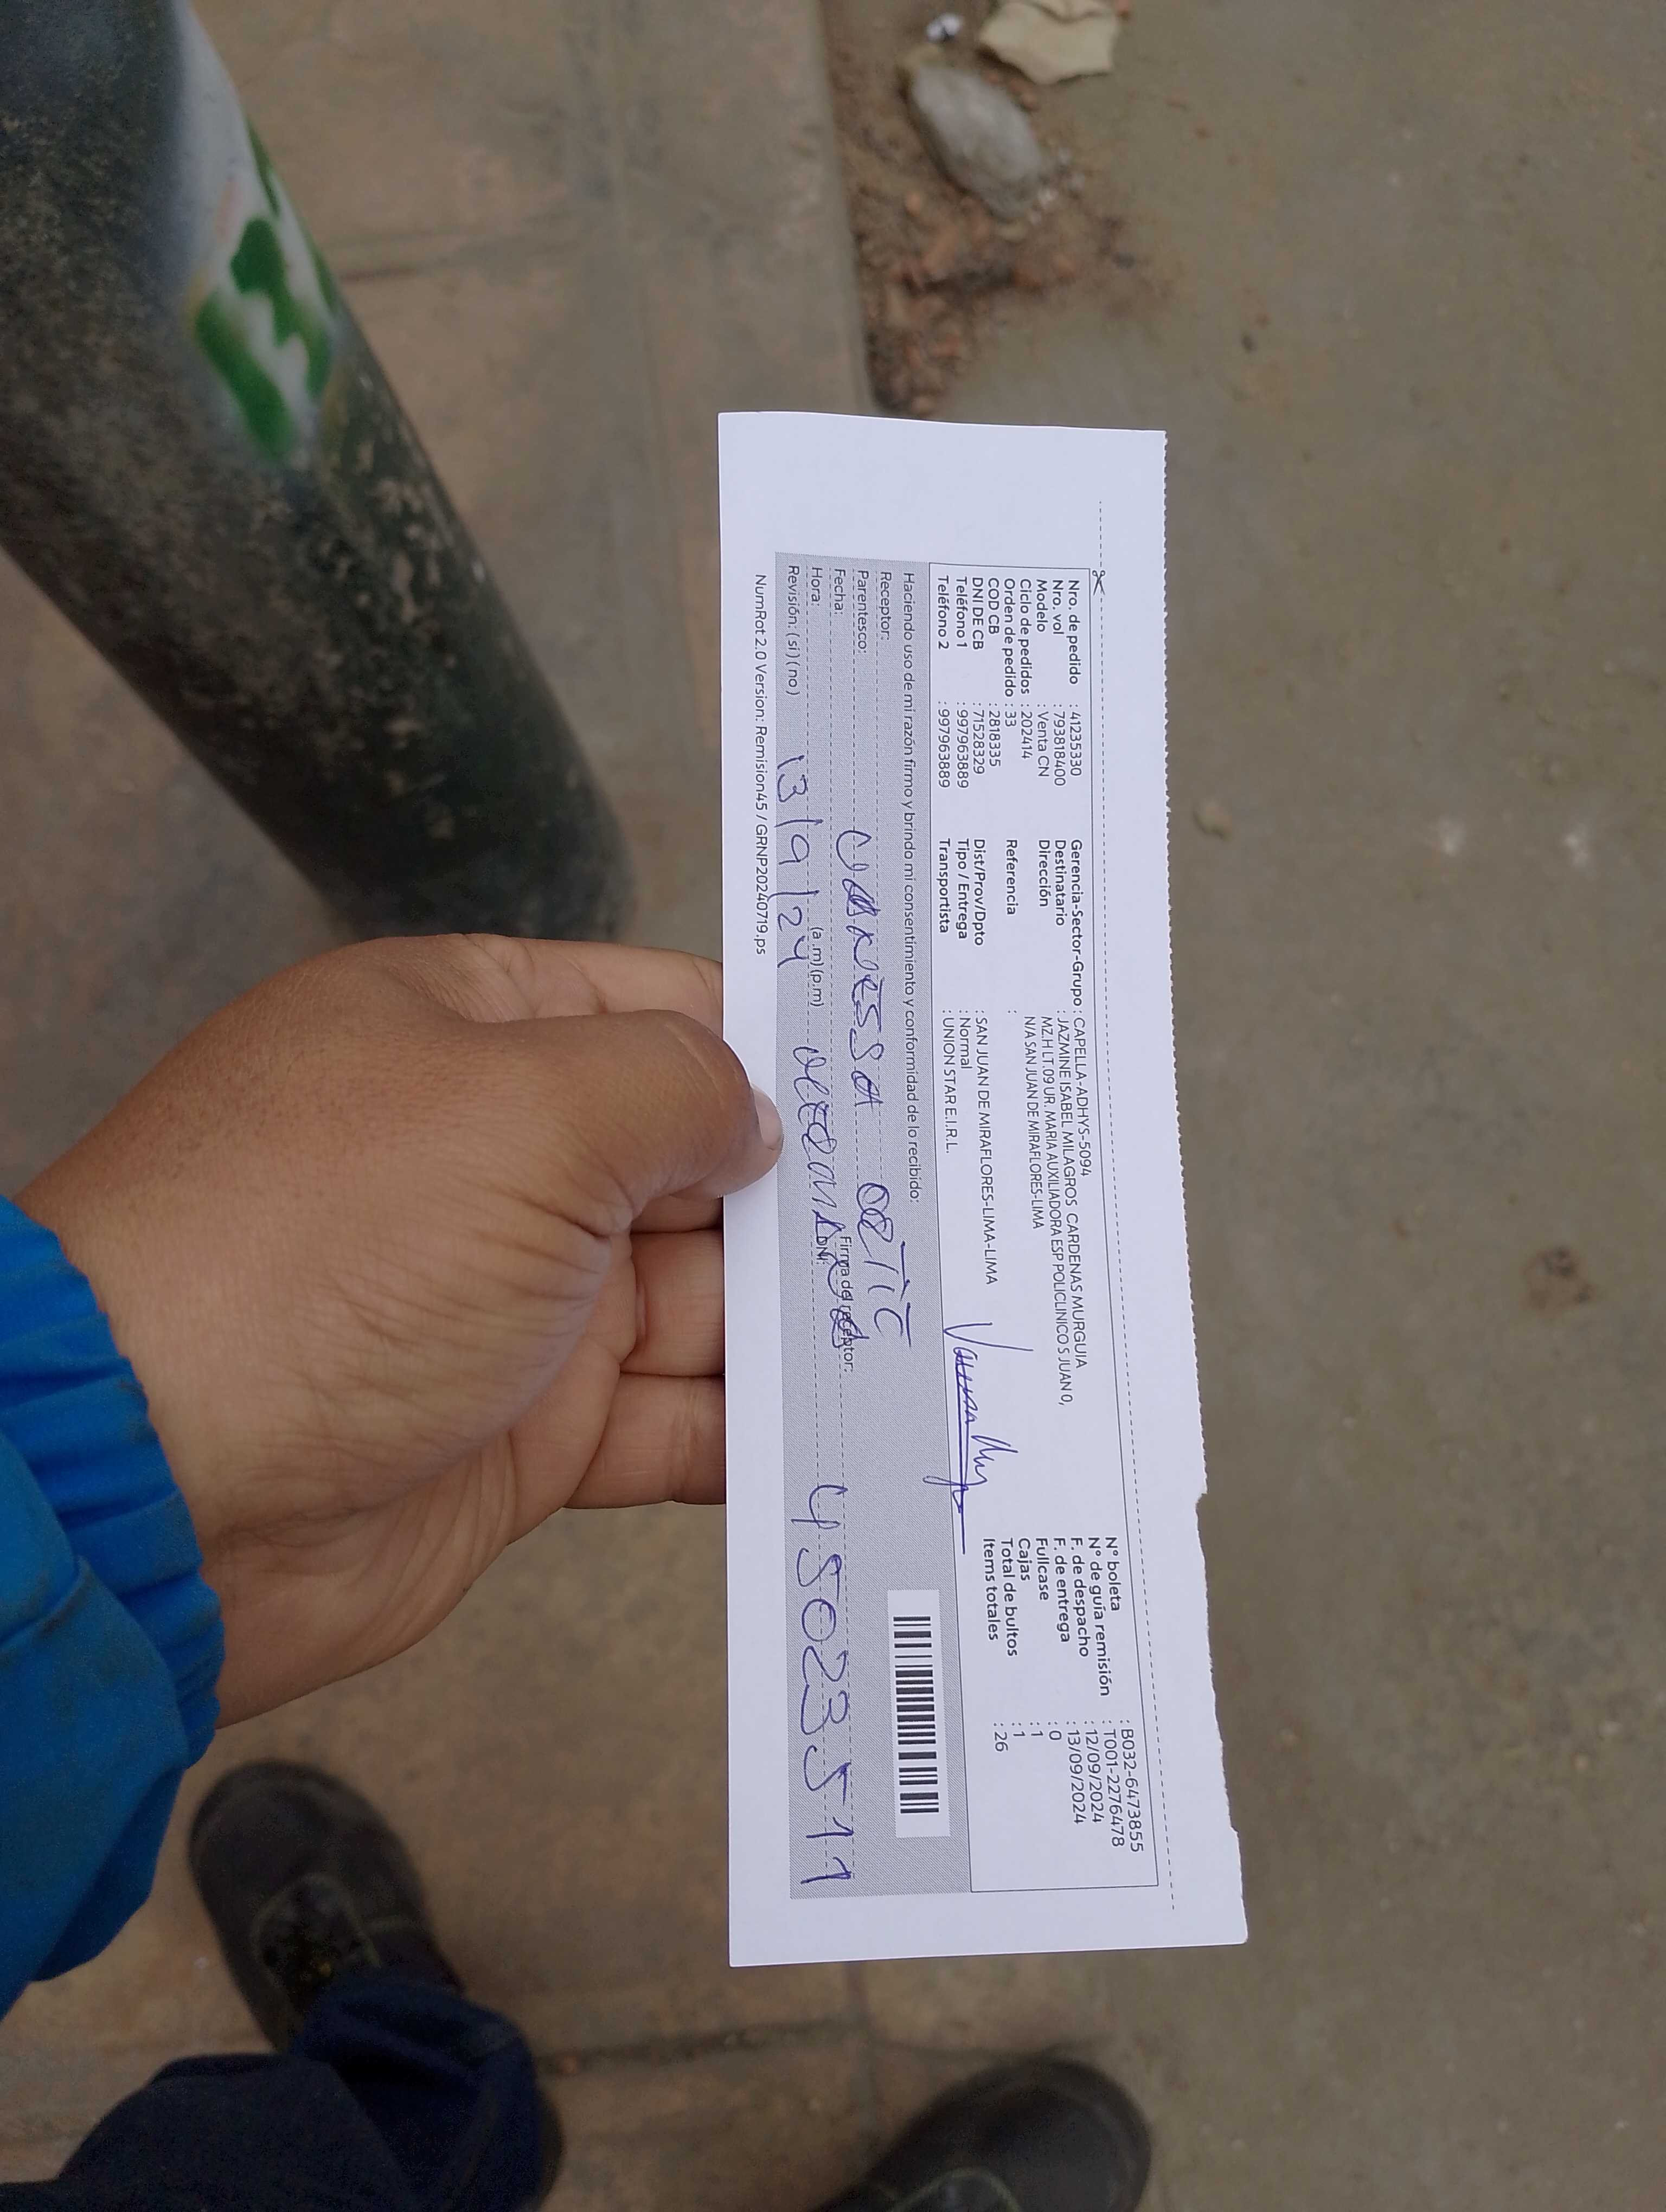 Nro. de pedido : 41235330
Nro. vol : 793818400
Modelo : Venta CN
Ciclo de pedidos : 202414
Orden de pedido : 33
COD CB : 2818335
DNI DE CB : 71528329
Teléfono 1 : 997963889
Teléfono 2 : 997963889
Gerencia-Sector-Grupo : CAPELLA-ADHYS-5094
Destinatario : JAZMINE ISABEL MILAGROS CARDENAS MURGUIA
Dirección MZ.H LT.09 UR. MARIA AUXILIADORA ESP POLICLINICO S JUAN 0,
N/A SAN JUAN DE MIRAFLORES-LIMA
Referencia :
Dist/Prov/Dpto : SAN JUAN DE MIRAFLORES-LIMA-LIMA
Tipo / Entrega : Normal
Transportista : UNION STAR E.I.R.L.
N° boleta : B032-6473855
N° de guía remisión : T001-2276478
F. de despacho : 12/09/2024
F. de entrega : 13/09/2024
Fullcase : 0
Cajas : 1
Total de bultos : 1
Items totales : 26
Haciendo uso de mi razón firmo y brindo mi consentimiento y conformidad de lo recibido:
Receptor:
Parentesco:
Fecha:
Hora: (a.m)(p.m)
Revisión: (si) (no)
Firma del receptor:
DNI:
13/9/24
45023511
NumRot 2.0 Version: Remision45 / GRNP20240719.ps